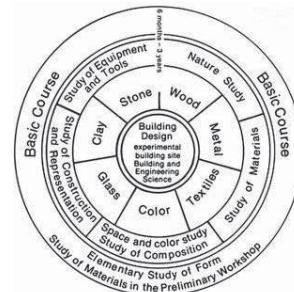 6 months - 3 years
Basic Course
Basic Course
Study of Equipment
and Tools
Nature Study
Study of Materials
Study of Construction
and Representation
Space and color study
Study of Composition
Elementary Study of Form
Study of Materials in the Preliminary Workshop
Stone
Wood
Metal
Textiles
Color
Glass
Clay
Building
Design
experimental
building site
Building and
Engineering
Science